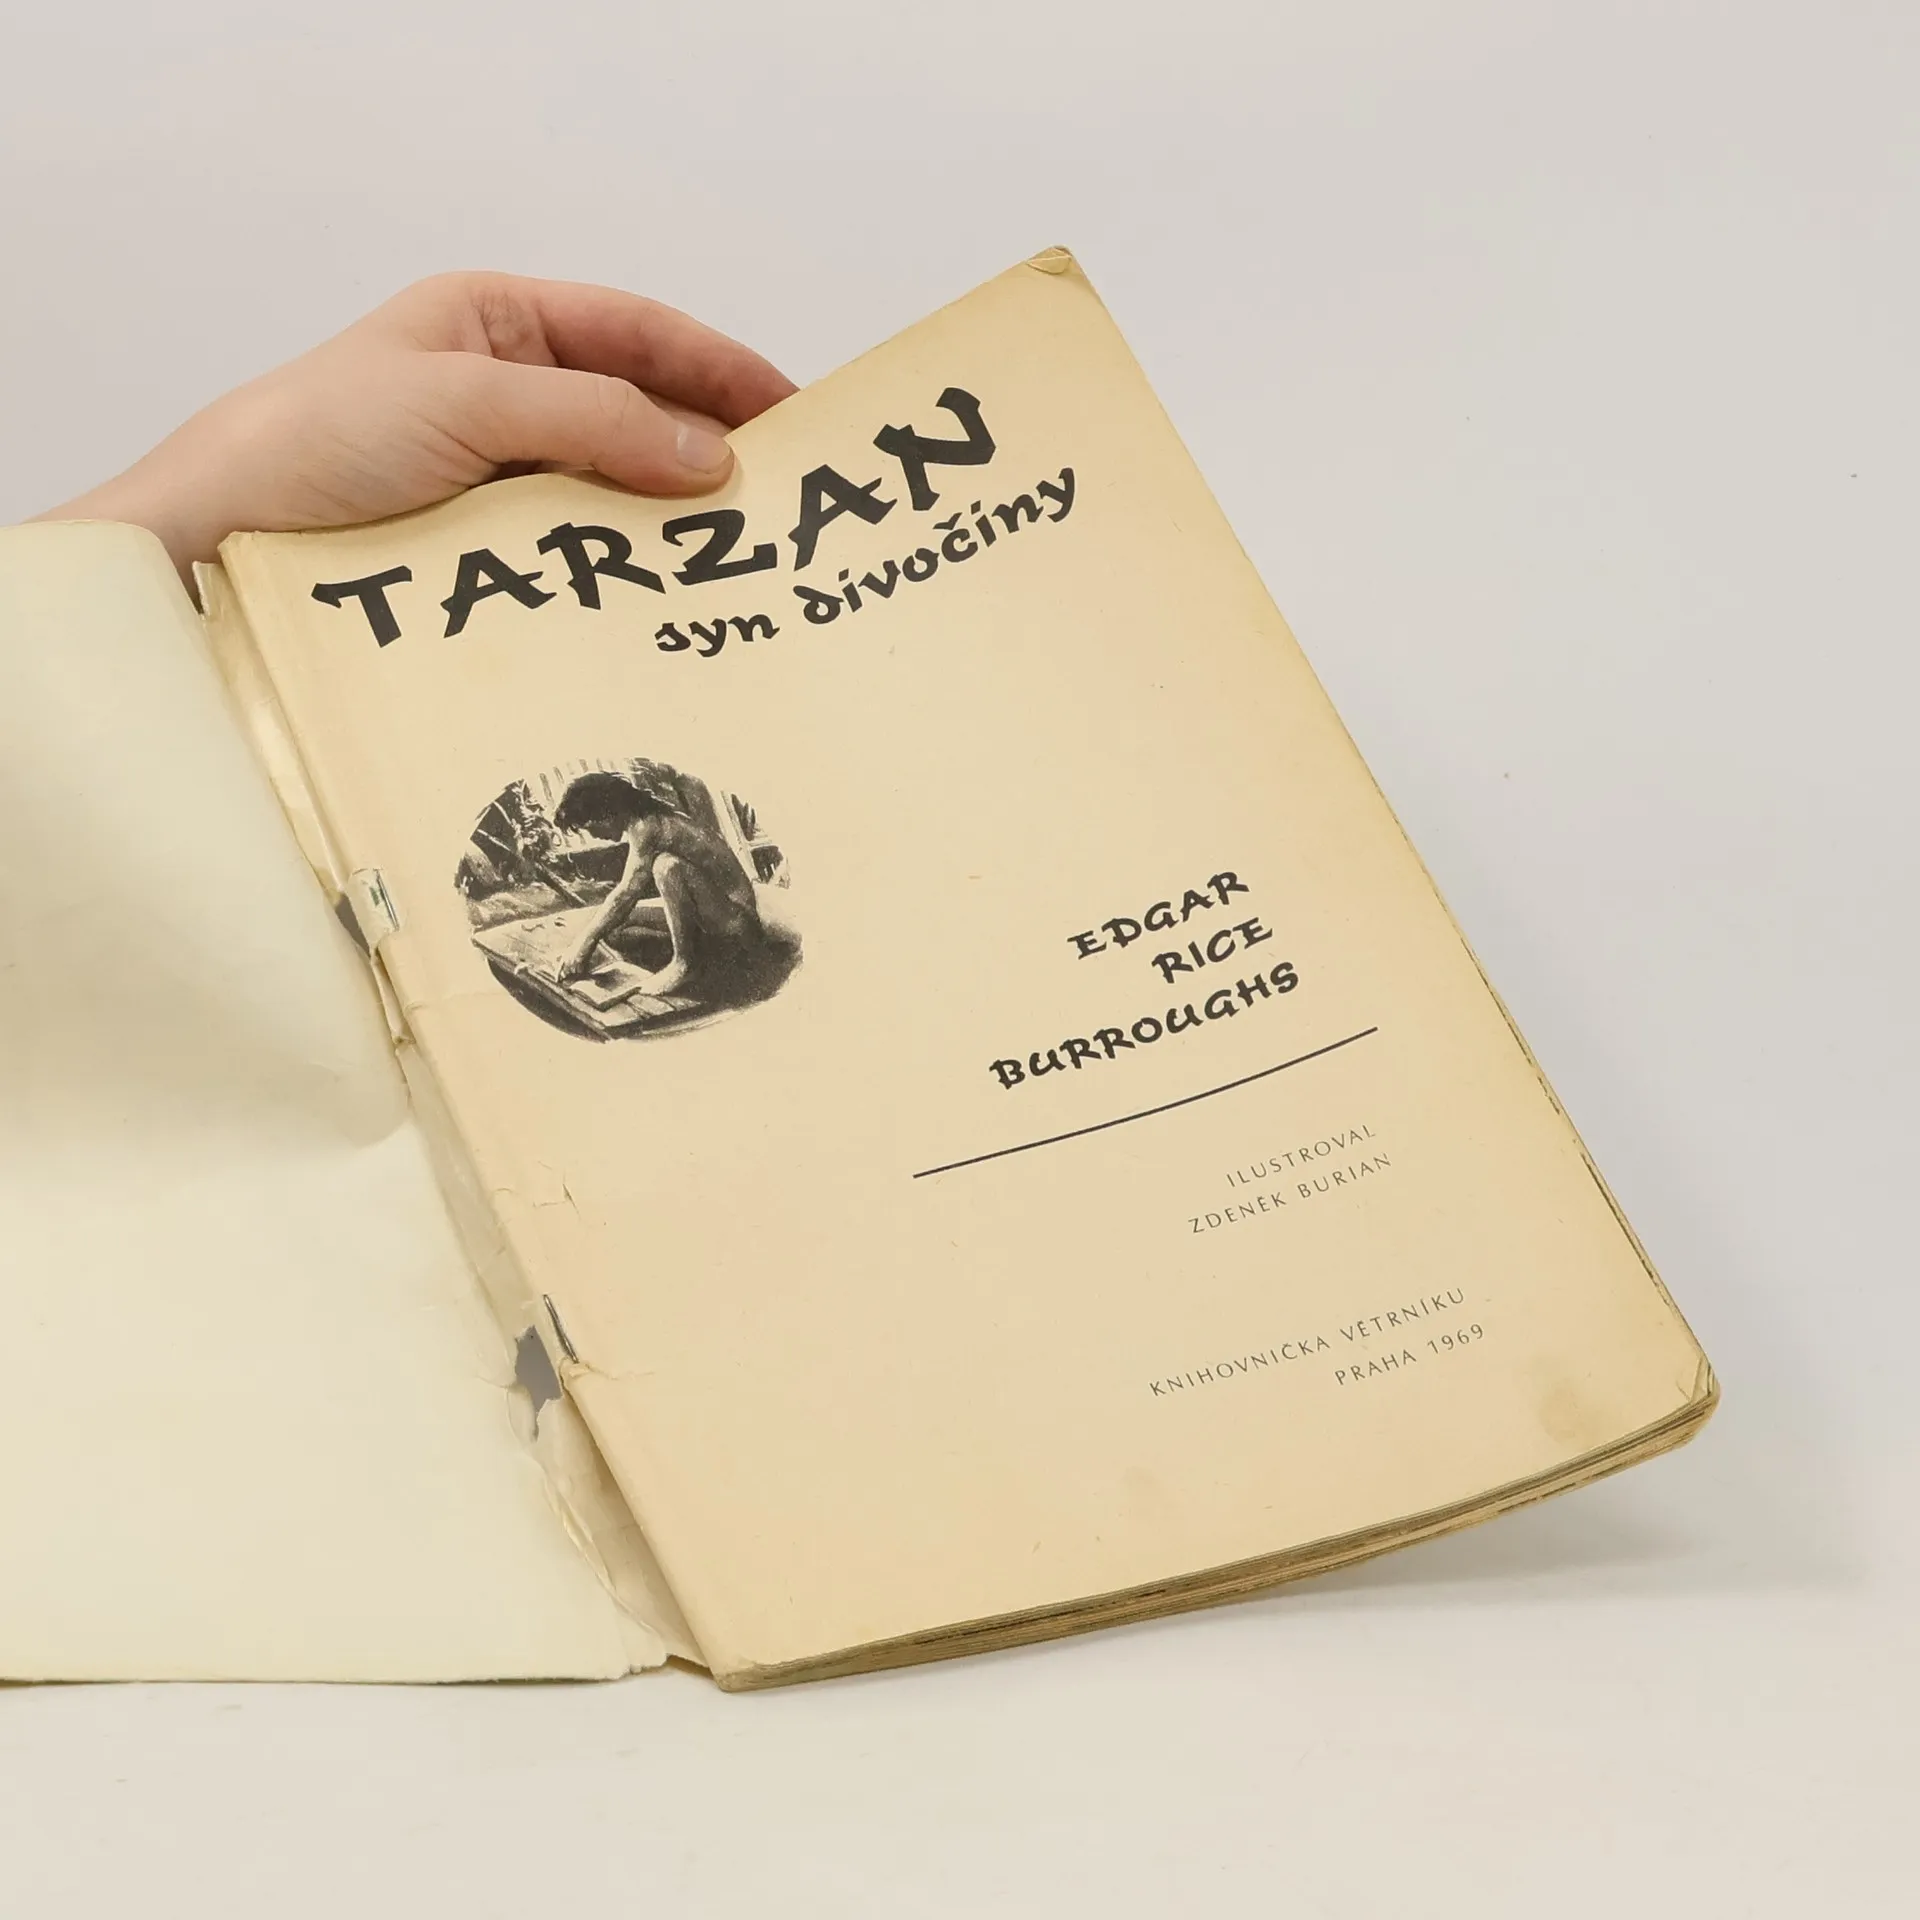 TARZAN
syn divočiny
EDGAR
RICE
BURROUGHS
ILUSTROVAL
ZDENĚK BURIAN
KNIHOVNIČKA VĚTRNÍKU
PRAHA 1969